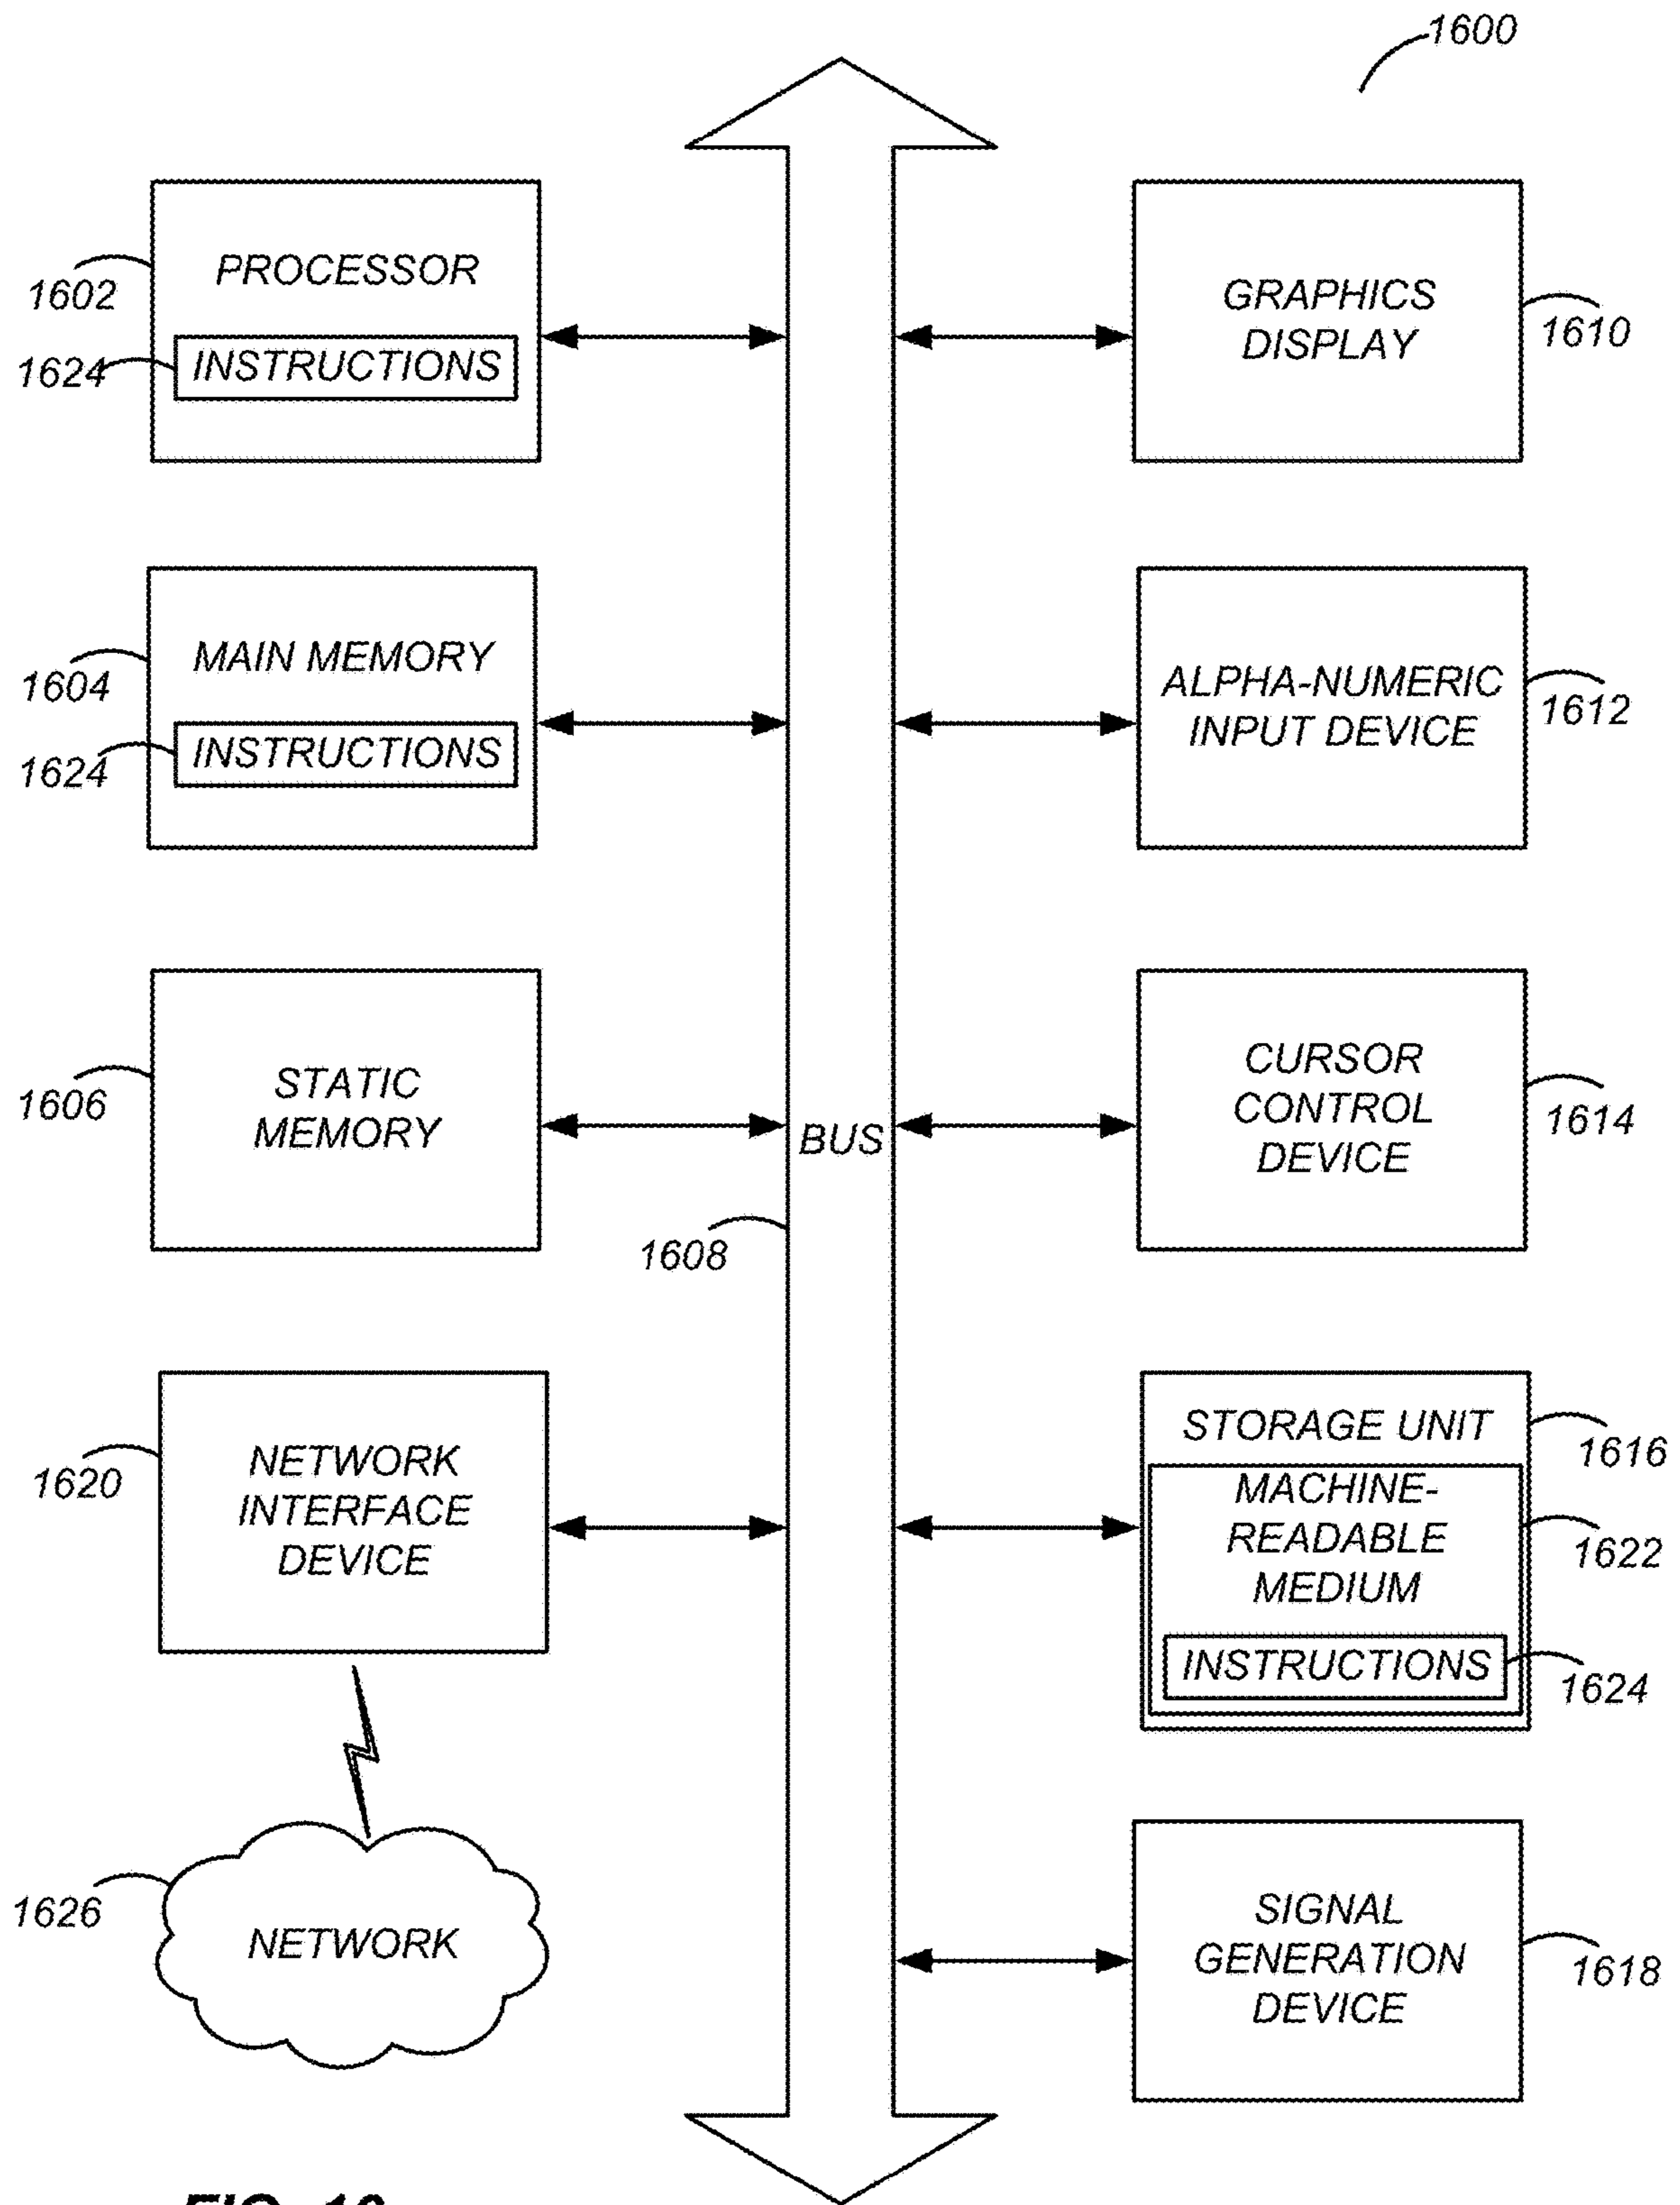 1600
PROCESSOR
1602
INSTRUCTIONS
1624
MAIN MEMORY
1604
INSTRUCTIONS
1624
STATIC
MEMORY
1606
NETWORK
INTERFACE
DEVICE
1620
NETWORK
1626
BUS
1608
GRAPHICS
DISPLAY
1610
ALPHA-NUMERIC
INPUT DEVICE
1612
CURSOR
CONTROL
DEVICE
1614
STORAGE UNIT
1616
MACHINE-
READABLE
MEDIUM
1622
INSTRUCTIONS
1624
SIGNAL
GENERATION
DEVICE
1618
FIG. 16